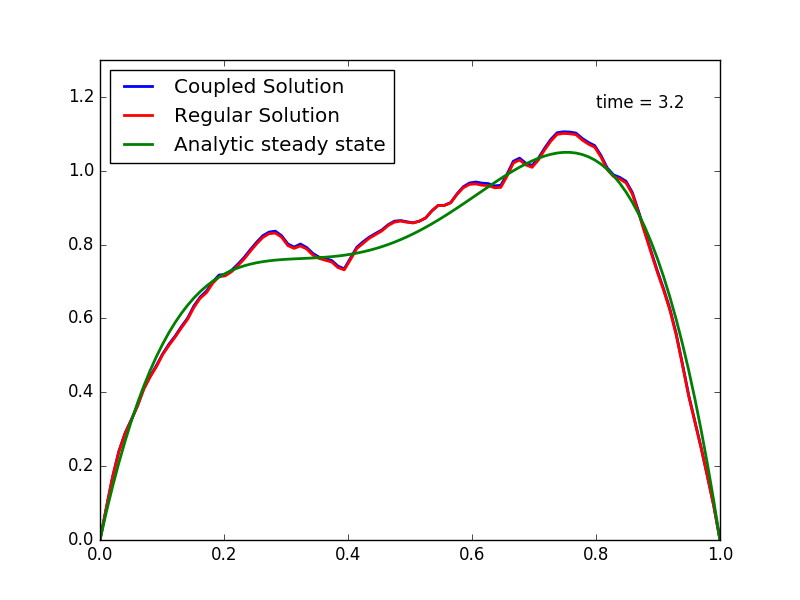 1.2
1.0
0.8
0.6
0.4
0.2
0.0
Coupled Solution
Regular Solution
Analytic steady state
time = 3.2
0.0 0.2 0.4 0.6 0.8 1.0